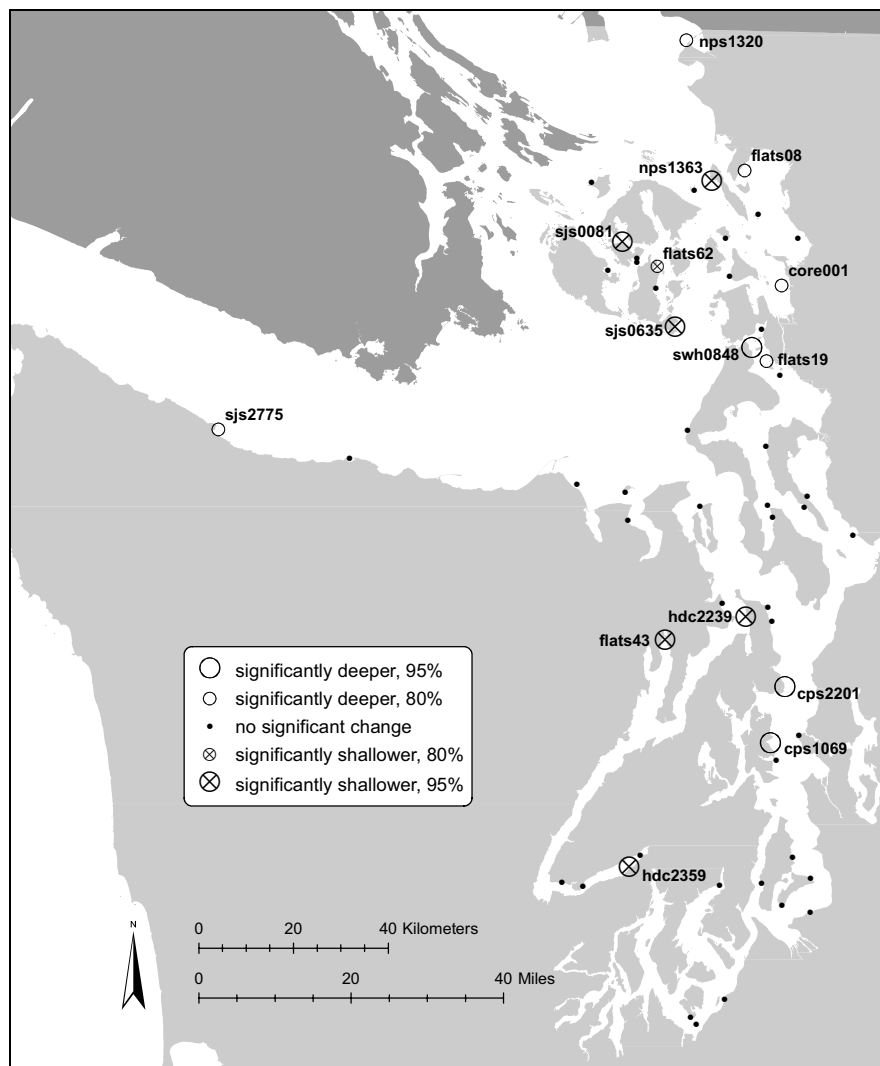 nps1320
flats08
nps1363
sjs0081
flats62
core001
sjs0635
swh0848
flats19
sjs2775
hdc2239
flats43
significantly deeper, 95%
significantly deeper, 80%
no significant change
significantly shallower, 80%
significantly shallower, 95%
cps2201
cps1069
hdc2359
N
0 20 40 Kilometers
0 20 40 Miles